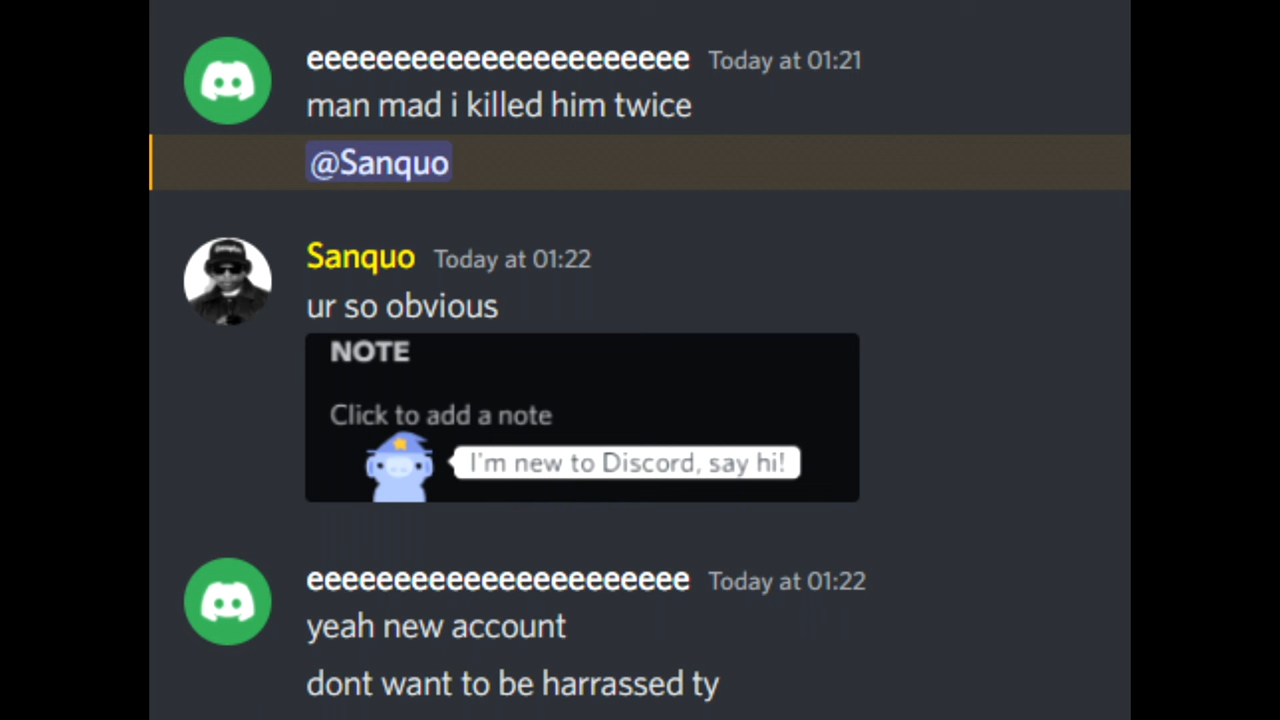 eeeeeeeeeeeeeeeeeeeeee Today at 01:21
man mad i killed him twice
@Sanquo
Sanquo Today at 01:22
ur so obvious
NOTE
Click to add a note
I'm new to Discord, say hi!
eeeeeeeeeeeeeeeeeeeeee Today at 01:22
yeah new account
dont want to be harrassed ty